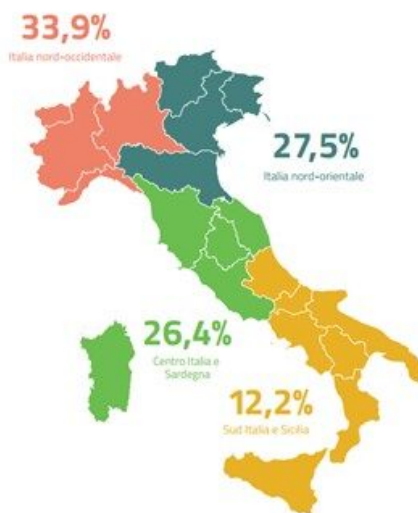 33,9%
Italia nord-occidentale
27,5%
Italia nord-orientale
26,4%
Centro Italia e
Sardegna
12,2%
Sud Italia e Sicilia